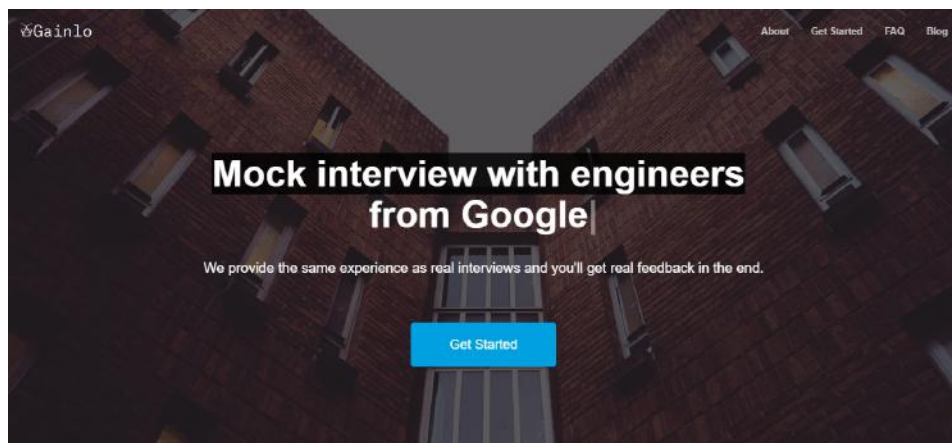 Gainlo
About Get Started FAQ Blog
Mock interview with engineers
from Google
We provide the same experience as real interviews and you'll get real feedback in the end.
Get Started